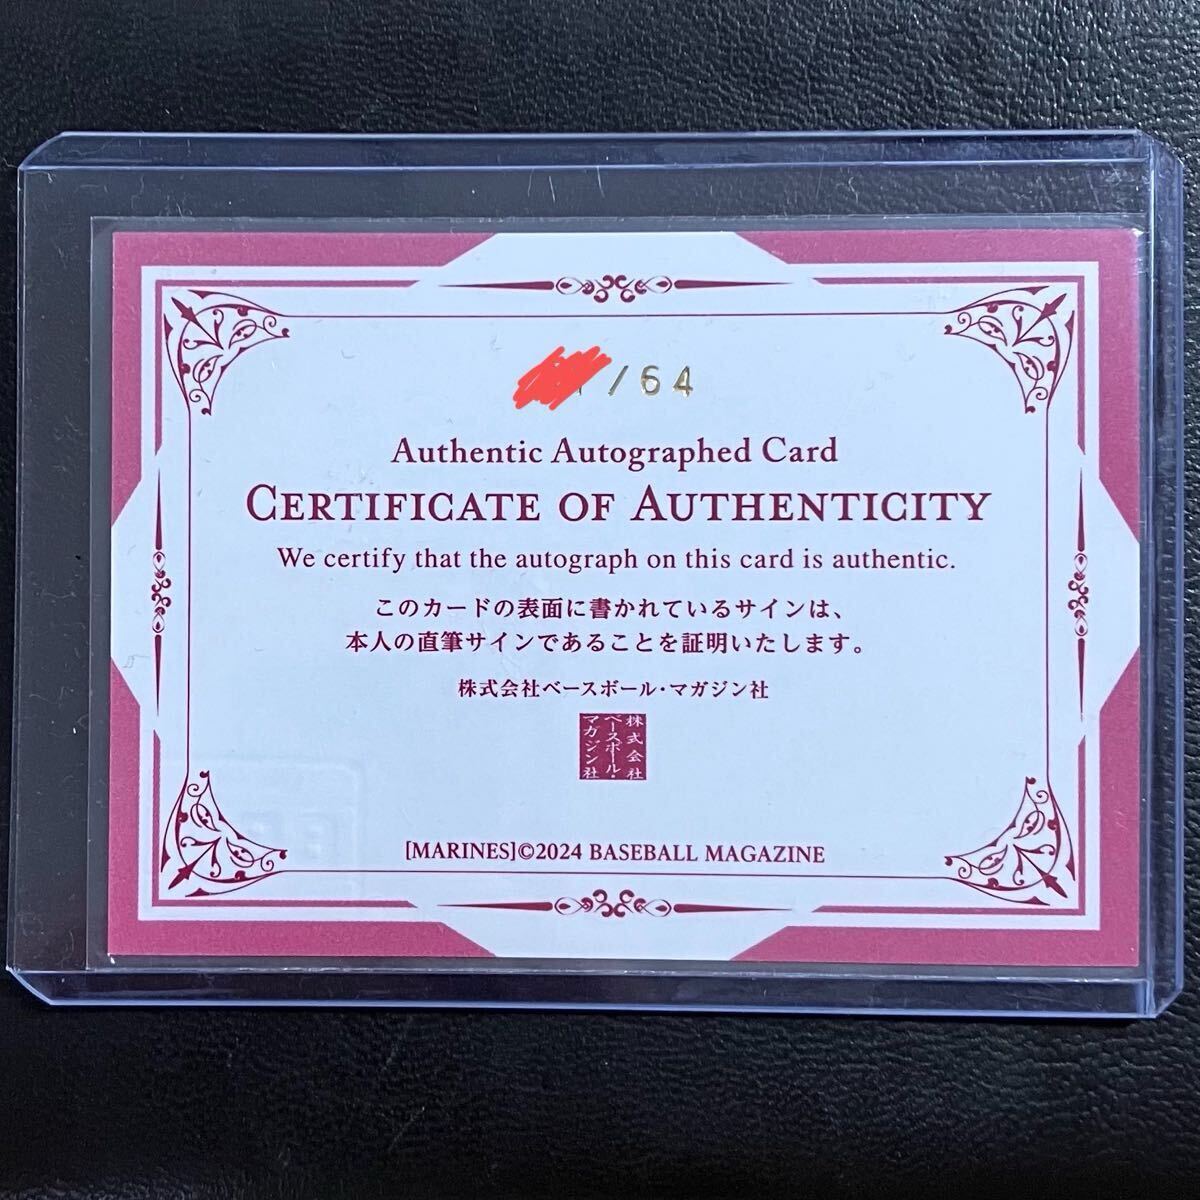 /64
Authentic Autographed Card
CERTIFICATE OF AUTHENTICITY
We certify that the autograph on this card is authentic.
このカードの表面に書かれているサインは、
本人の直筆サインであることを証明いたします。
株式会社ベースボール・マガジン社
株式会社
ベースボール・
マガジン社
[MARINES]©2024 BASEBALL MAGAZINE